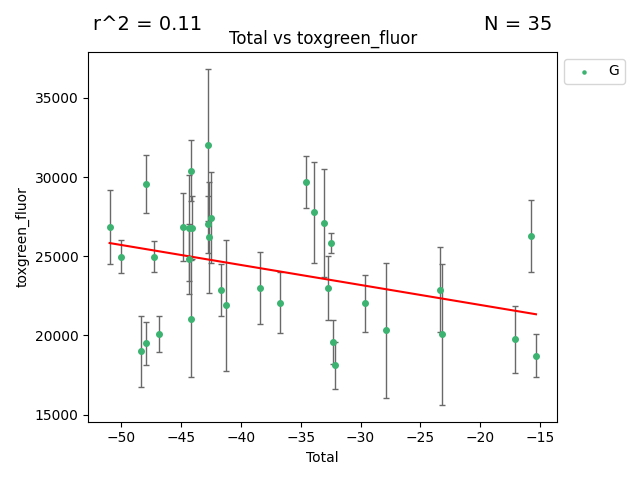 r^2 = 0.11
N = 35
Total vs toxgreen_fluor
G
35000
30000
25000
20000
15000
toxgreen_fluor
−50
−45
−40
−35
−30
−25
−20
−15
Total